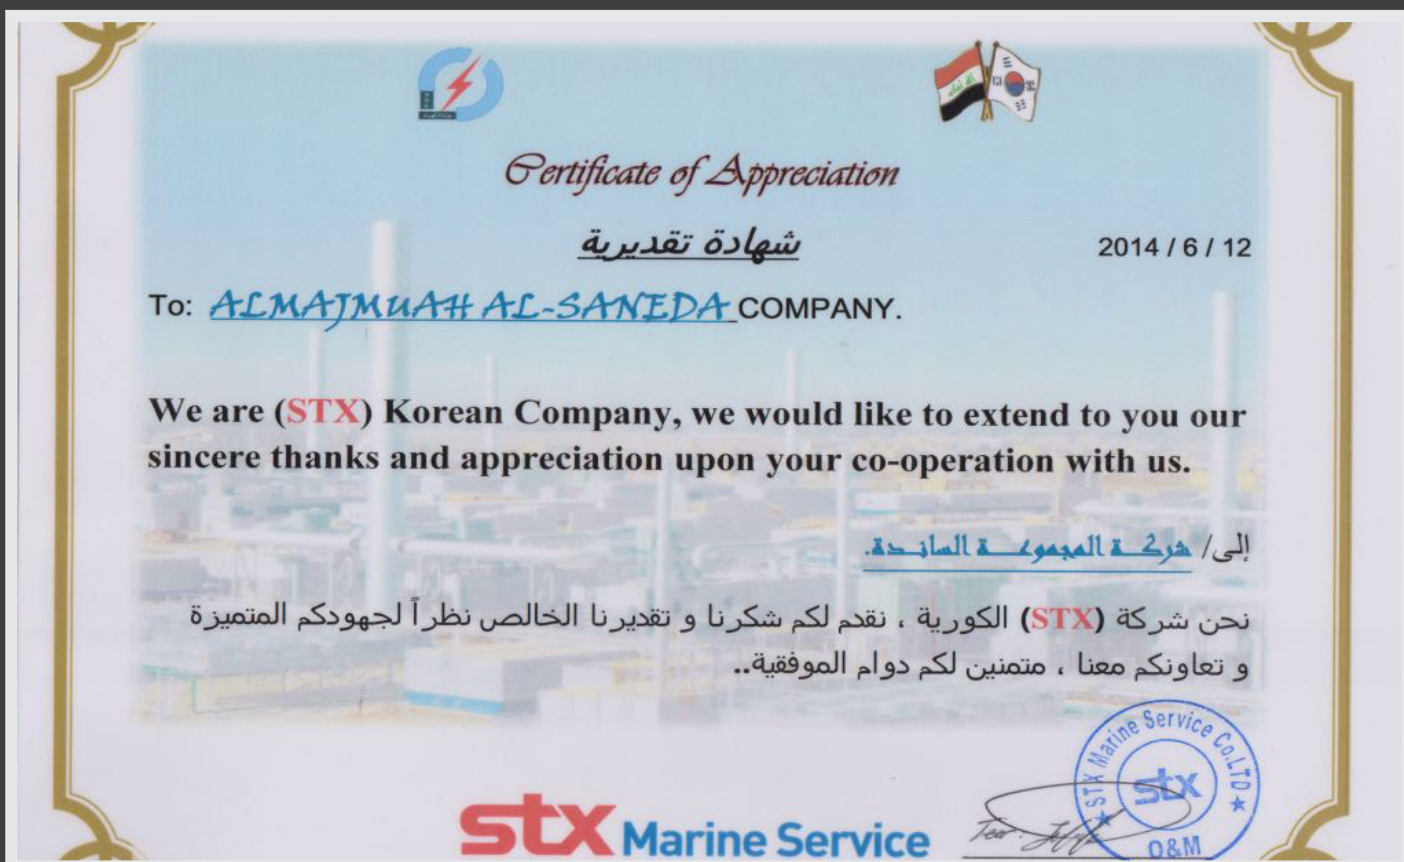 Certificate of Appreciation
شهادة تقديرية
2014 / 6 / 12
To: ALMAJMUAH AL-SANEDA COMPANY.
We are (STX) Korean Company, we would like to extend to you our
sincere thanks and appreciation upon your co-operation with us.
إلى/ شركـــة المجموعـــة الساندة.
نحن شركة (STX) الكورية ، نقدم لكم شكرنا و تقديرنا الخالص نظراً لجهودكم المتميزة
و تعاونكم معنا ، متمنين لكم دوام الموفقية..
STX Marine Service Co.LTD
stx
O&M
stx Marine Service